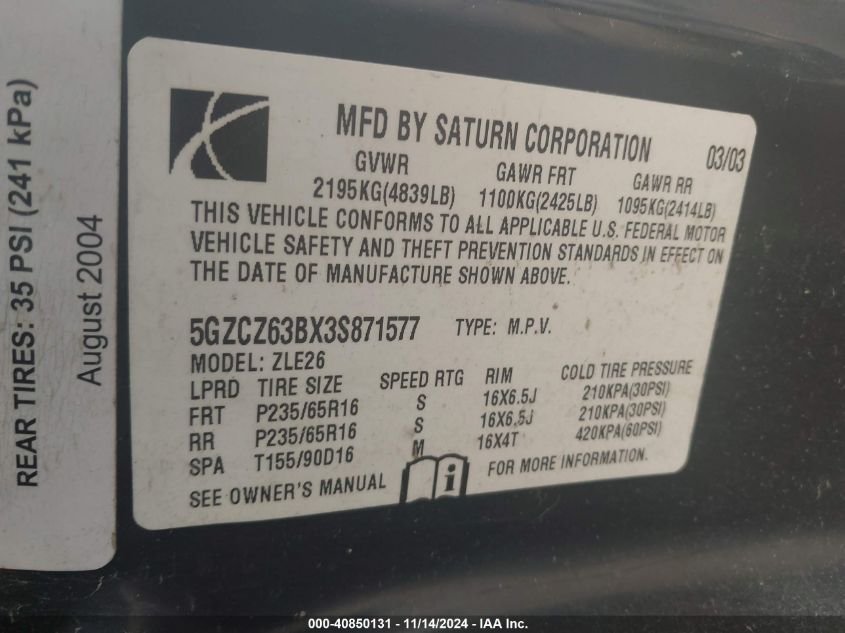 REAR TIRES: 35 PSI (241 kPa)
August 2004
MFD BY SATURN CORPORATION 03/03
GVWR GAWR FRT GAWR RR
2195KG(4839LB) 1100KG(2425LB) 1095KG(2414LB)
THIS VEHICLE CONFORMS TO ALL APPLICABLE U.S. FEDERAL MOTOR
VEHICLE SAFETY AND THEFT PREVENTION STANDARDS IN EFFECT ON
THE DATE OF MANUFACTURE SHOWN ABOVE.
5GZCZ63BX3S871577 TYPE: M.P.V.
MODEL: ZLE26
LPRD TIRE SIZE SPEED RTG RIM COLD TIRE PRESSURE
FRT P235/65R16 S 16X6.5J 210KPA(30PSI)
RR P235/65R16 S 16X6.5J 210KPA(30PSI)
SPA T155/90D16 M 16X4T 420KPA(60PSI)
SEE OWNER'S MANUAL i FOR MORE INFORMATION.
000-40850131 - 11/14/2024 - IAA Inc.